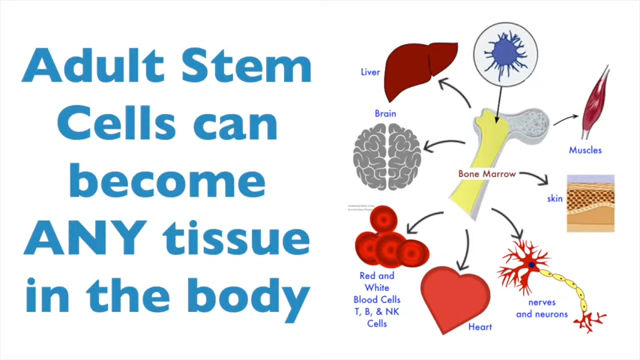 Adult Stem
Cells can
become
ANY tissue
in the body
Liver
Brain
Muscles
Bone Marrow
skin
Red and
White
Blood Cells
T, B, & NK
Cells
Heart
nerves
and neurons